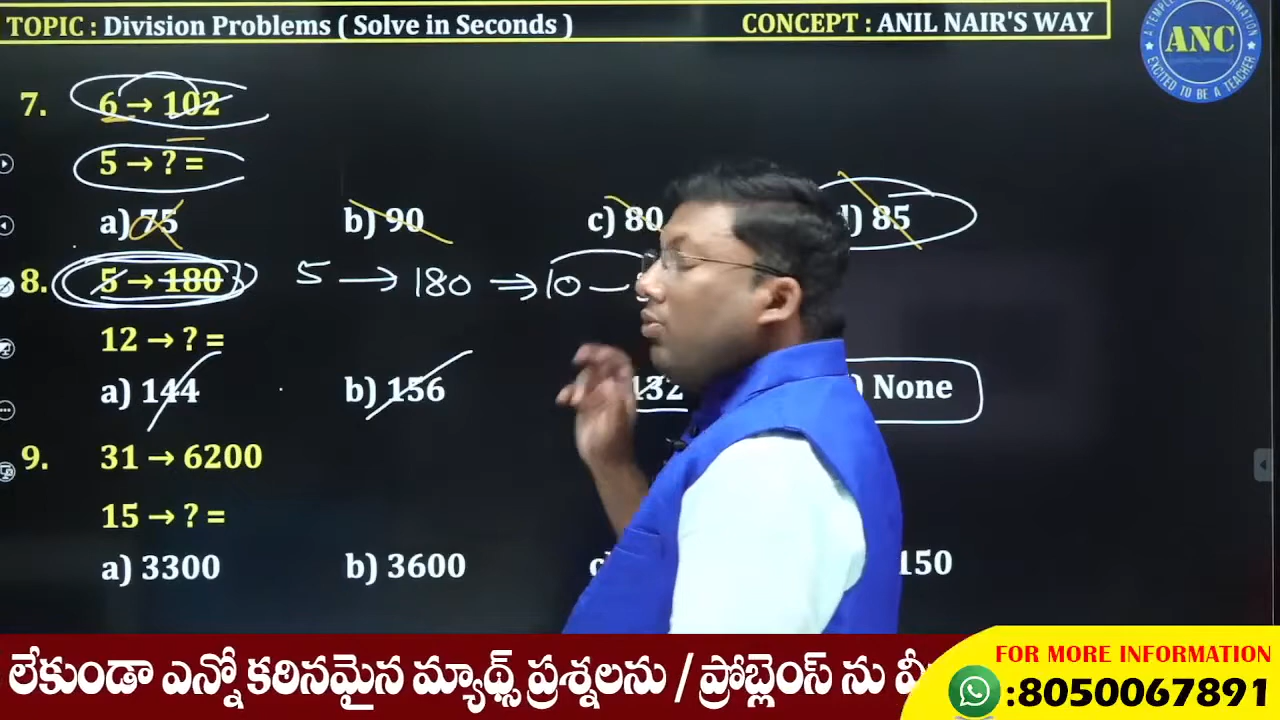 TOPIC : Division Problems ( Solve in Seconds ) CONCEPT : ANIL NAIR'S WAY
ANC
EXCITED TO BE A TEACHER
7. 6 → 102
5 → ? =
a) 75 b) 90 c) 80 d) 85
8. 5 → 180 5 → 180 ⇒ 10
12 → ? =
a) 144 b) 156 132 ) None
9. 31 → 6200
15 → ? =
a) 3300 b) 3600 150
లేకుండా ఎన్నో కఠినమైన మ్యాథ్స్ ప్రశ్నలను / ప్రోబ్లెంస్ ను
FOR MORE INFORMATION
:8050067891